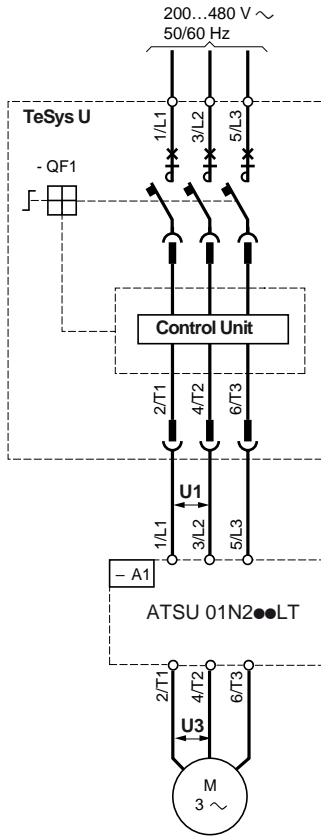 200...480 V ~
50/60 Hz
TeSys U
1/L1
3/L2
5/L3
- QF1
Control Unit
2/T1
4/T2
6/T3
U1
1/L1
3/L2
5/L3
– A1
ATSU 01N2●●LT
2/T1
4/T2
6/T3
U3
M
3 ~